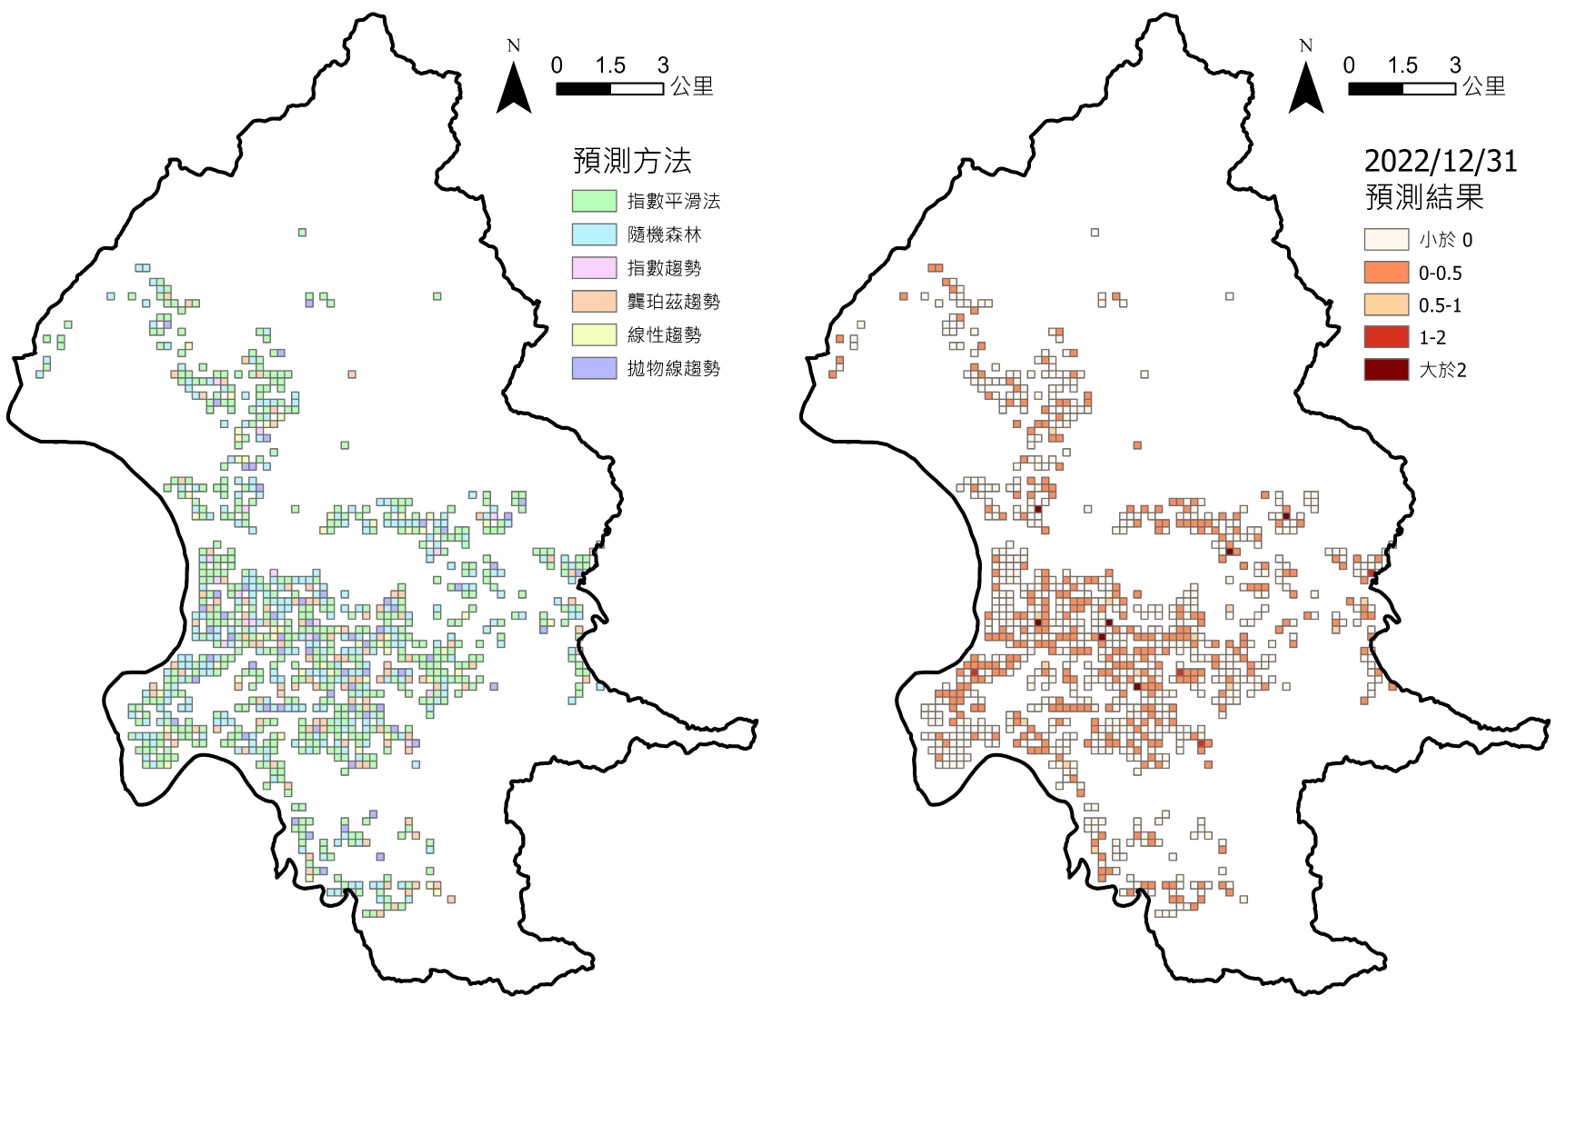 N
0 1.5 3
公里
預測方法
指數平滑法
隨機森林
指數趨勢
龔珀茲趨勢
線性趨勢
拋物線趨勢
N
0 1.5 3
公里
2022/12/31
預測結果
小於 0
0-0.5
0.5-1
1-2
大於2